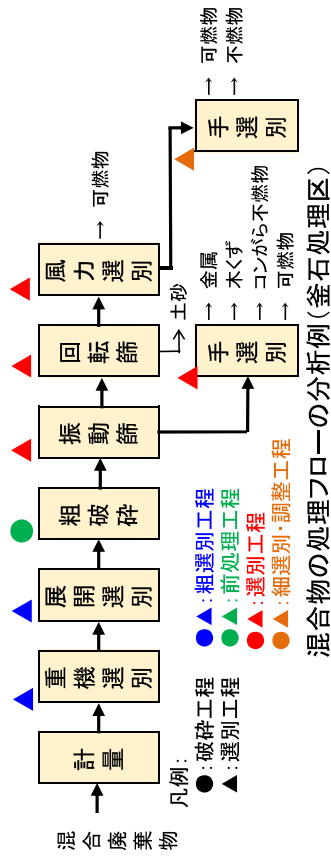 混合廃棄物
計量
重機選別
展開選別
粗破砕
振動篩
回転篩
風力選別
→ 可燃物
→ 土砂
手選別
→ 金属
→ 木くず
→ コンがら不燃物
→ 可燃物
手選別
→ 可燃物
→ 不燃物
凡例:
●:破砕工程
▲:選別工程
●▲:粗選別工程
●▲:前処理工程
●▲:選別工程
●▲:細選別・調整工程
混合物の処理フローの分析例(釜石処理区)